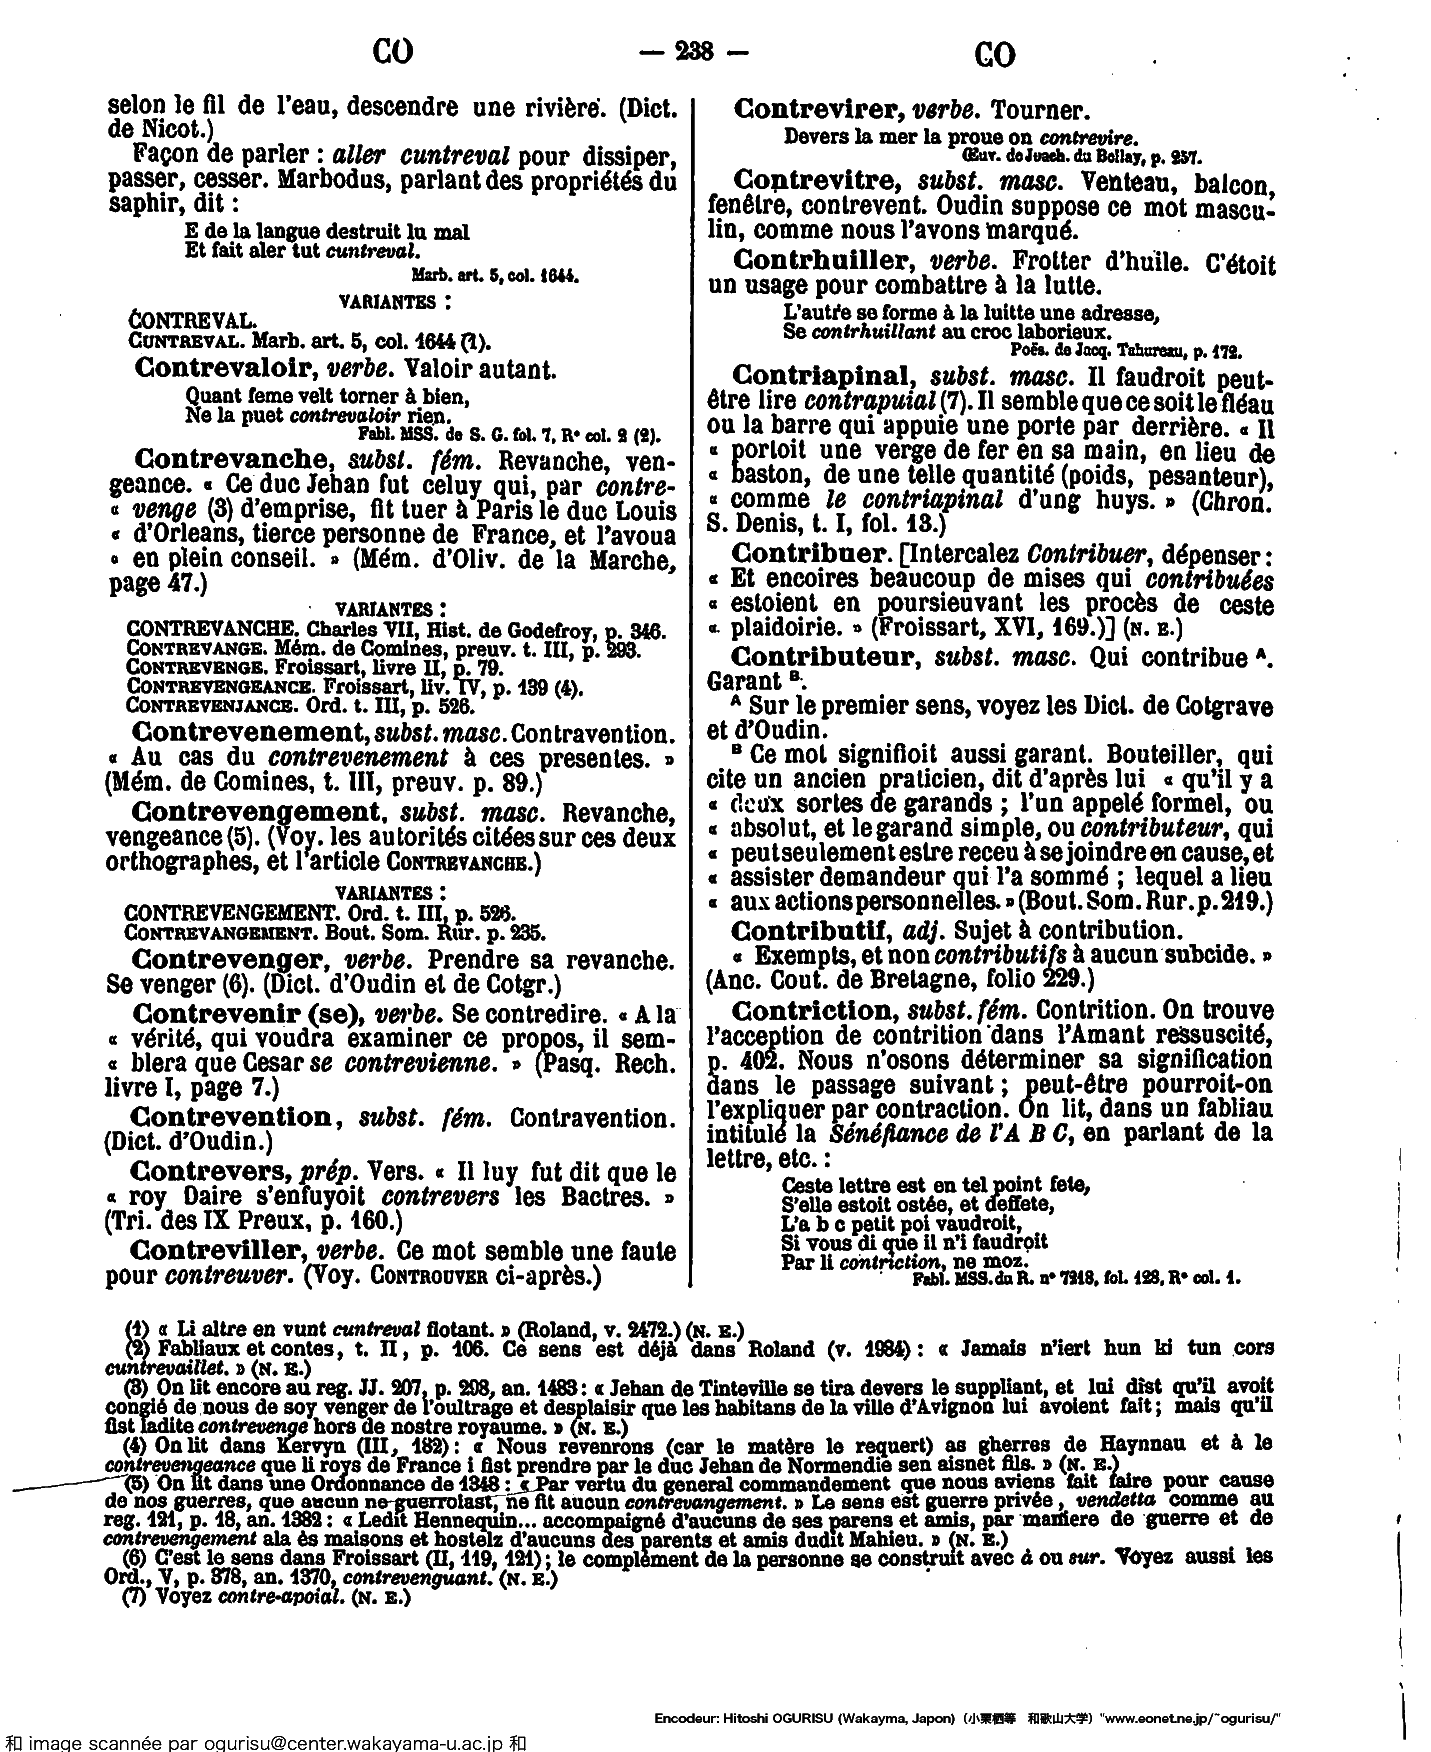 CO — 238 — CO
selon le fil de l'eau, descendre une rivière. (Dict.
de Nicot.)
Façon de parler : aller cuntreval pour dissiper,
passer, cesser. Marbodus, parlant des propriétés du
saphir, dit :
E de la langue destruit lu mal
Et fait aler tut cuntreval.
Marb. art. 5, col. 1644.
VARIANTES :
CONTREVAL.
CUNTREVAL. Marb. art. 5, col. 1644 (1).
Contrevaloir, verbe. Valoir autant.
Quant feme velt torner à bien,
Ne la puet contrevaloir rien.
Fabl. MSS. de S. G. fol. 7, R° col. 2 (2).
Contrevanche, subst. fém. Revanche, ven-
geance. « Ce duc Jehan fut celuy qui, par contre-
« venge (3) d'emprise, fit tuer à Paris le duc Louis
« d'Orleans, tierce personne de France, et l'avoua
« en plein conseil. » (Mém. d'Oliv. de la Marche,
page 47.)
VARIANTES :
CONTREVANCHE. Charles VII, Hist. de Godefroy, p. 346.
CONTREVANGE. Mém. de Comines, preuv. t. III, p. 293.
CONTREVENGE. Froissart, livre II, p. 79.
CONTREVENGEANCE. Froissart, liv. IV, p. 139 (4).
CONTREVENJANCE. Ord. t. III, p. 526.
Contrevenement, subst. masc. Contravention.
« Au cas du contrevenement à ces presentes. »
(Mém. de Comines, t. III, preuv. p. 89.)
Contrevengement, subst. masc. Revanche,
vengeance (5). (Voy. les autorités citées sur ces deux
orthographes, et l'article CONTREVANCHE.)
VARIANTES :
CONTREVENGEMENT. Ord. t. III, p. 526.
CONTREVANGEMENT. Bout. Som. Rur. p. 235.
Contrevenger, verbe. Prendre sa revanche.
Se venger (6). (Dict. d'Oudin et de Cotgr.)
Contrevenir (se), verbe. Se contredire. « A la
« vérité, qui voudra examiner ce propos, il sem-
« blera que Cesar se contrevienne. » (Pasq. Rech.
livre I, page 7.)
Contrevention, subst. fém. Contravention.
(Dict. d'Oudin.)
Contrevers, prép. Vers. « Il luy fut dit que le
« roy Daire s'enfuyoit contrevers les Bactres. »
(Tri. des IX Preux, p. 160.)
Contreviller, verbe. Ce mot semble une faute
pour contreuver. (Voy. CONTROUVER ci-après.)
Contrevirer, verbe. Tourner.
Devers la mer la proue on contrevire.
Œuv. de Joach. du Bellay, p. 257.
Contrevitre, subst. masc. Venteau, balcon,
fenêtre, contrevent. Oudin suppose ce mot mascu-
lin, comme nous l'avons marqué.
Contrhuiller, verbe. Frotter d'huile. C'étoit
un usage pour combattre à la lutte.
L'autre se forme à la luitte une adresse,
Se contrhuillant au croc laborieux.
Poës. de Jacq. Tahureau, p. 172.
Contriapinal, subst. masc. Il faudroit peut-
être lire contrapuial (7). Il semble que ce soit le fléau
ou la barre qui appuie une porte par derrière. « Il
« portoit une verge de fer en sa main, en lieu de
« baston, de une telle quantité (poids, pesanteur),
« comme le contriapinal d'ung huys. » (Chron.
S. Denis, t. I, fol. 13.)
Contribuer. [Intercalez Contribuer, dépenser :
« Et encoires beaucoup de mises qui contribuées
« estoient en poursieuvant les procès de ceste
« plaidoirie. » (Froissart, XVI, 169.)] (N. E.)
Contributeur, subst. masc. Qui contribue A.
Garant B.
A Sur le premier sens, voyez les Dict. de Cotgrave
et d'Oudin.
B Ce mot signifioit aussi garant. Bouteiller, qui
cite un ancien praticien, dit d'après lui « qu'il y a
« deux sortes de garands ; l'un appelé formel, ou
« absolut, et le garand simple, ou contributeur, qui
« peut seulement estre receu à se joindre en cause, et
« assister demandeur qui l'a sommé ; lequel a lieu
« aux actions personnelles. » (Bout. Som. Rur. p. 219.)
Contributif, adj. Sujet à contribution.
« Exempts, et non contributifs à aucun subcide. »
(Anc. Cout. de Bretagne, folio 229.)
Contriction, subst. fém. Contrition. On trouve
l'acception de contrition dans l'Amant ressuscité,
p. 402. Nous n'osons déterminer sa signification
dans le passage suivant ; peut-être pourroit-on
l'expliquer par contraction. On lit, dans un fabliau
intitulé la Sénéfiance de l'A B C, en parlant de la
lettre, etc. :
Ceste lettre est en tel point fete,
S'elle estoit ostée, et deffete,
L'a b c petit poi vaudroit,
Si vous di que il n'i faudroit
Par li contriction, ne moz.
Fabl. MSS. du R. n° 7218, fol. 128, R° col. 1.
(1) « Li altre en vunt cuntreval flotant. » (Roland, v. 2472.) (N. E.)
(2) Fabliaux et contes, t. II, p. 106. Ce sens est déjà dans Roland (v. 1984) : « Jamais n'iert hun ki tun cors
cuntrevaillet. » (N. E.)
(3) On lit encore au reg. JJ. 207, p. 298, an. 1483 : « Jehan de Tinteville se tira devers le suppliant, et lui dist qu'il avoit
congié de nous de soy venger de l'oultrage et desplaisir que les habitans de la ville d'Avignon lui avoient fait ; mais qu'il
fist ladite contrevenge hors de nostre royaume. » (N. E.)
(4) On lit dans Kervyn (III, 182) : « Nous revenrons (car le matère le requert) as gherres de Haynnau et à le
contrevengeance que li roys de France i fist prendre par le duc Jehan de Normendie sen aisnet fils. » (N. E.)
(5) On lit dans une Ordonnance de 1348 : « Par vertu du general commandement que nous aviens fait faire pour cause
de nos guerres, que aucun ne guerroiast, ne fit aucun contrevangement. » Le sens est guerre privée, vendetta comme au
reg. 121, p. 18, an. 1382 : « Ledit Hennequin... accompaigné d'aucuns de ses parens et amis, par maniere de guerre et de
contrevengement ala ès maisons et hostelz d'aucuns des parents et amis dudit Mahieu. » (N. E.)
(6) C'est le sens dans Froissart (II, 119, 121) ; le complément de la personne se construit avec à ou sur. Voyez aussi les
Ord., V, p. 378, an. 1370, contrevenguant. (N. E.)
(7) Voyez contre-apoial. (N. E.)
Encodeur: Hitoshi OGURISU (Wakayma, Japon) (小栗栖等 和歌山大学) "www.eonet.ne.jp/~ogurisu/"
和 image scannée par ogurisu@center.wakayama-u.ac.jp 和